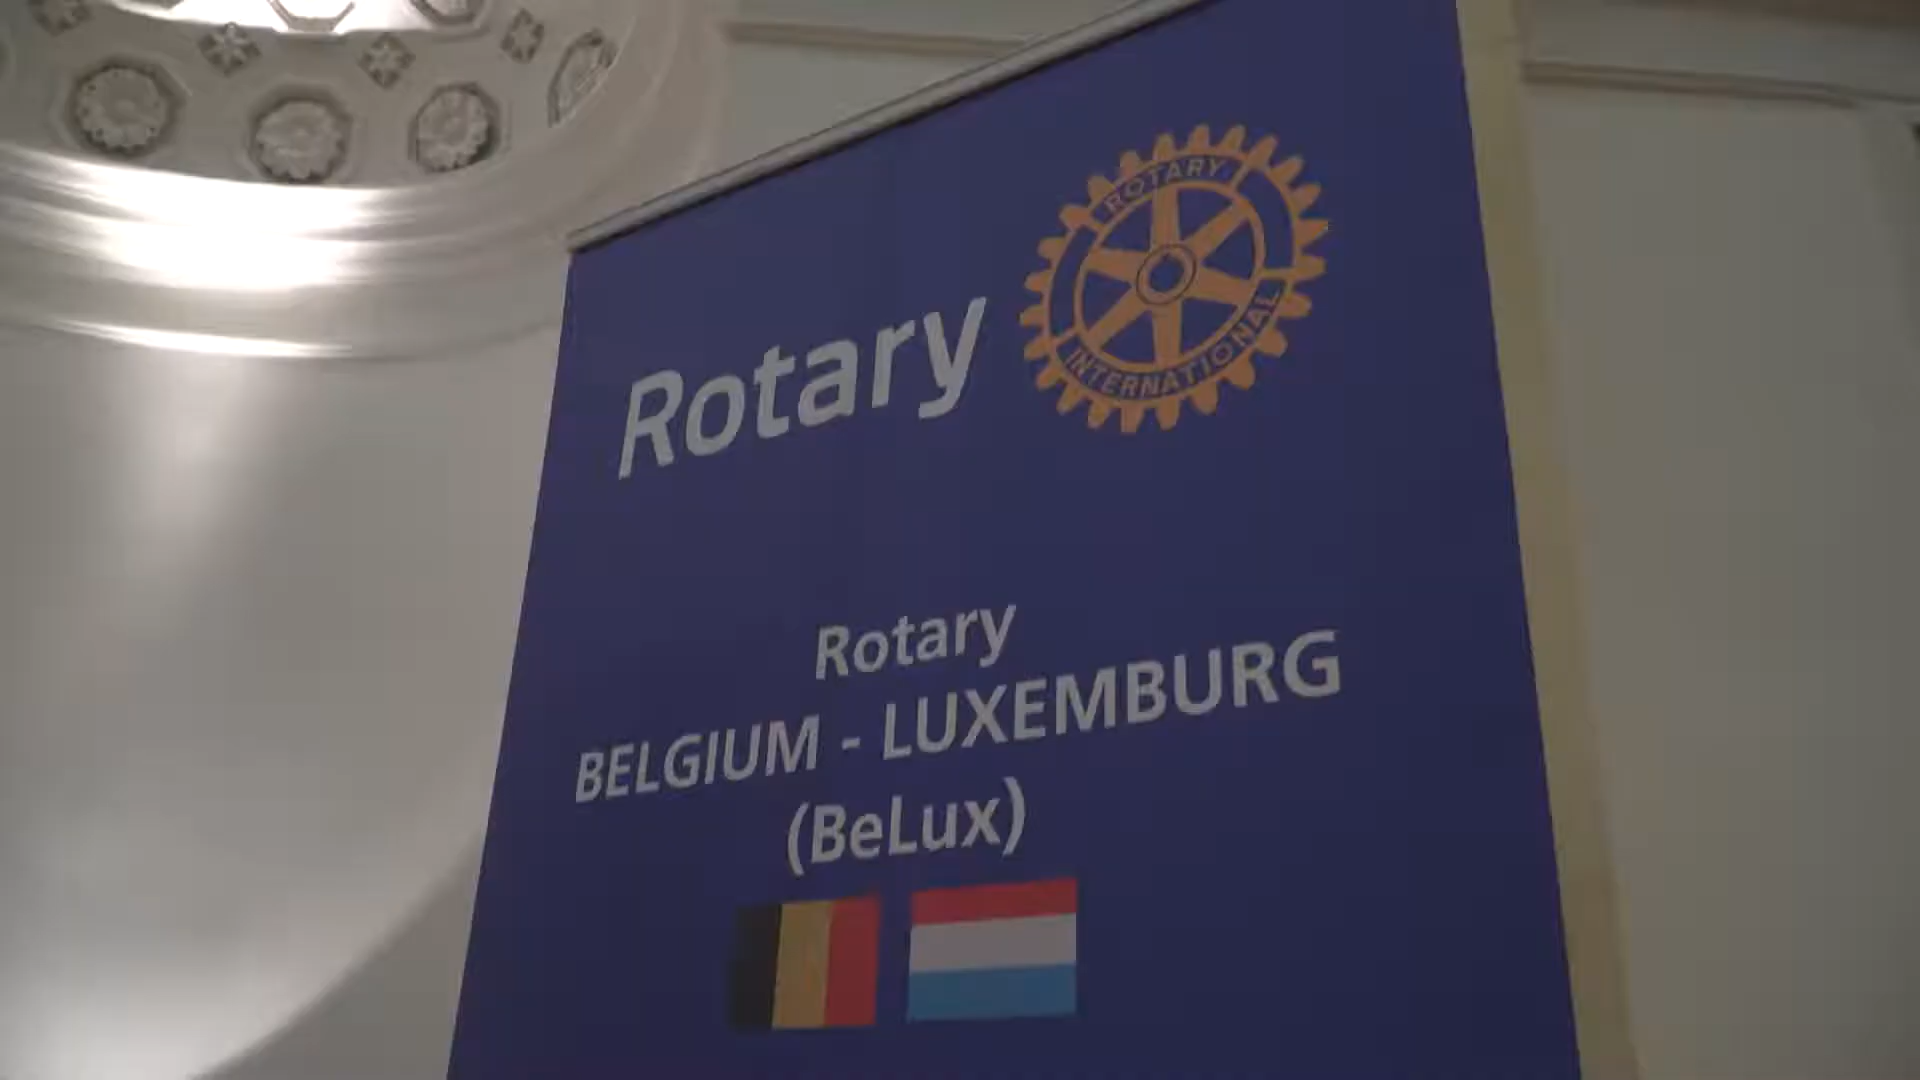 Rotary
ROTARY
INTERNATIONAL
Rotary
BELGIUM - LUXEMBURG
(BeLux)